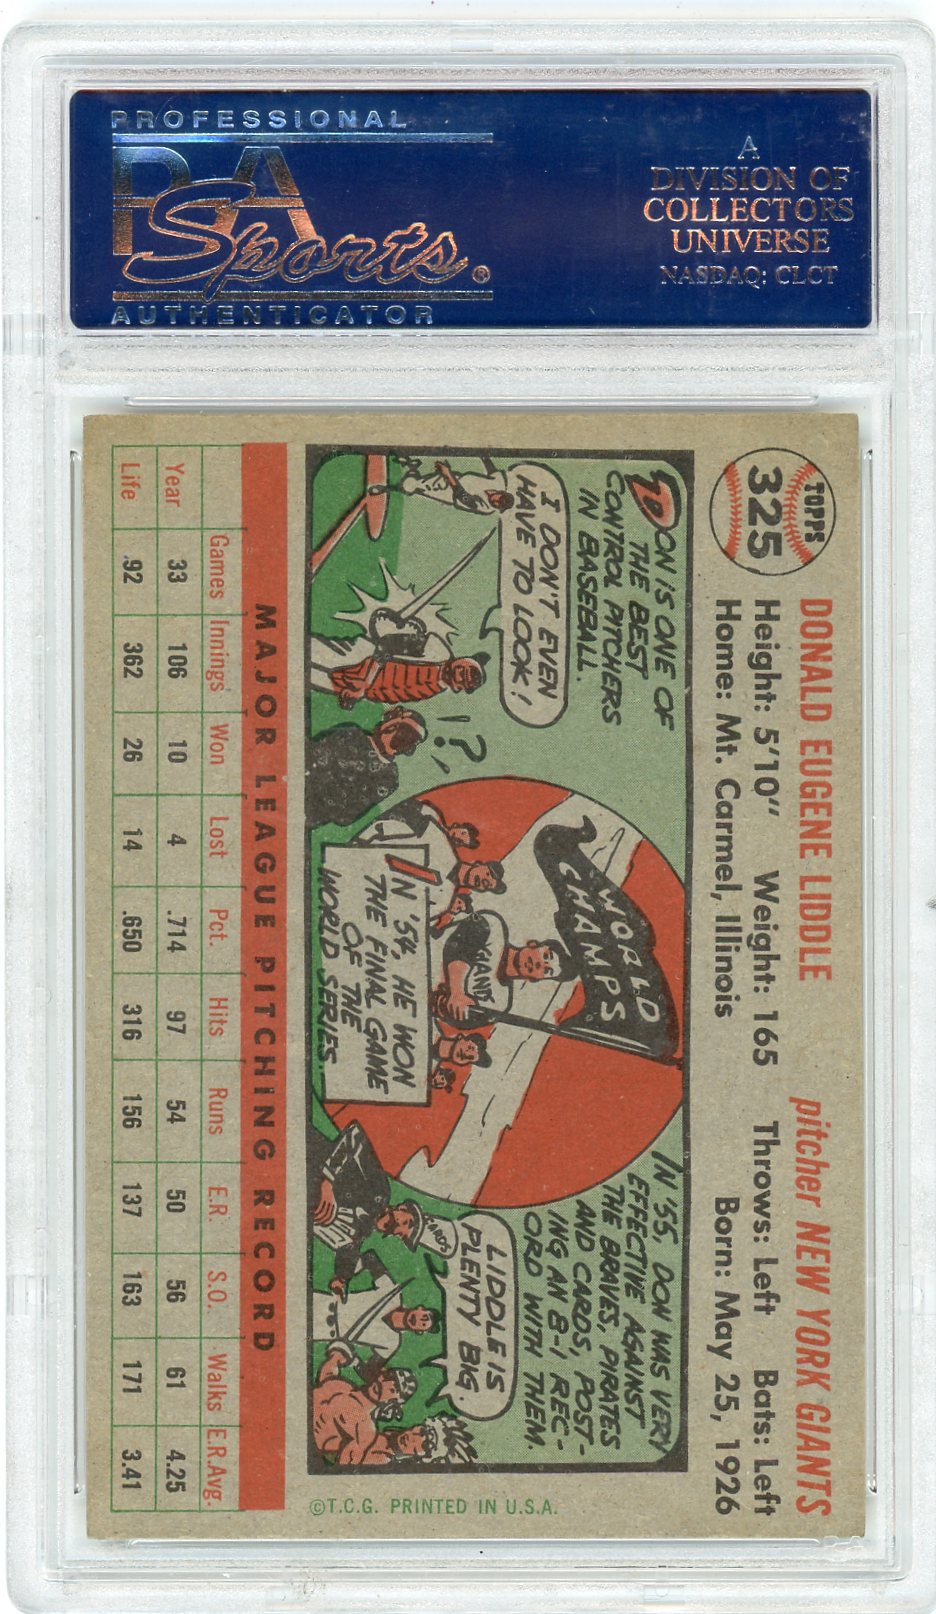 PROFESSIONAL
PSA
Sports®
AUTHENTICATOR
A
DIVISION OF
COLLECTORS
UNIVERSE
NASDAQ: CLCT
TOPPS
325
DONALD EUGENE LIDDLE pitcher NEW YORK GIANTS
Height: 5'10" Weight: 165 Throws: Left Bats: Left
Home: Mt. Carmel, Illinois Born: May 25, 1926
DON IS ONE OF
THE BEST
CONTROL PITCHERS
IN BASEBALL.
I DON'T EVEN
HAVE TO LOOK!
!?
WORLD
CHAMPS
GIANTS
IN '54, HE WON
THE FINAL GAME
OF THE
WORLD SERIES.
IN '55, DON WAS VERY
EFFECTIVE AGAINST
THE BRAVES, PIRATES
AND CARDS, POST-
ING AN 8-1 REC-
ORD WITH THEM.
LIDDLE IS
PLENTY BIG.
CARDS
MAJOR LEAGUE PITCHING RECORD
Games Innings Won Lost Pct. Hits Runs E.R. S.O. Walks E.R.Avg.
Year 33 106 10 4 .714 97 54 50 56 61 4.25
Life 92 362 26 14 .650 316 156 137 163 171 3.41
©T.C.G. PRINTED IN U.S.A.